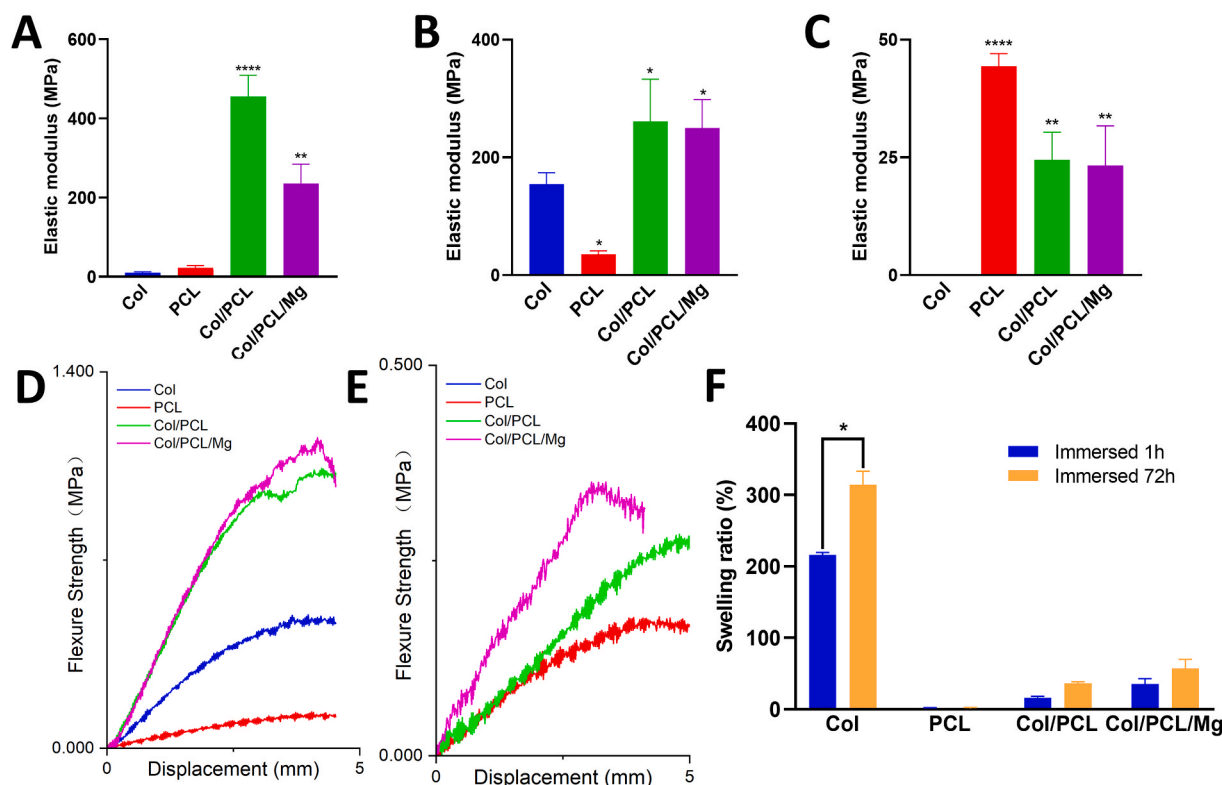 A
Elastic modulus (MPa)
600
400
200
0
****
**
Col
PCL
Col/PCL
Col/PCL/Mg
B
Elastic modulus (MPa)
400
200
0
*
*
*
Col
PCL
Col/PCL
Col/PCL/Mg
C
Elastic modulus (MPa)
50
25
0
****
**
**
Col
PCL
Col/PCL
Col/PCL/Mg
D
1.400
Col
PCL
Col/PCL
Col/PCL/Mg
Flexure Strength（MPa）
0.000
0
Displacement (mm)
5
E
0.500
Col
PCL
Col/PCL
Col/PCL/Mg
Flexure Strength（MPa）
0.000
0
Displacement (mm)
5
F
Swelling ratio (%)
400
300
200
100
0
*
Immersed 1h
Immersed 72h
Col
PCL
Col/PCL
Col/PCL/Mg